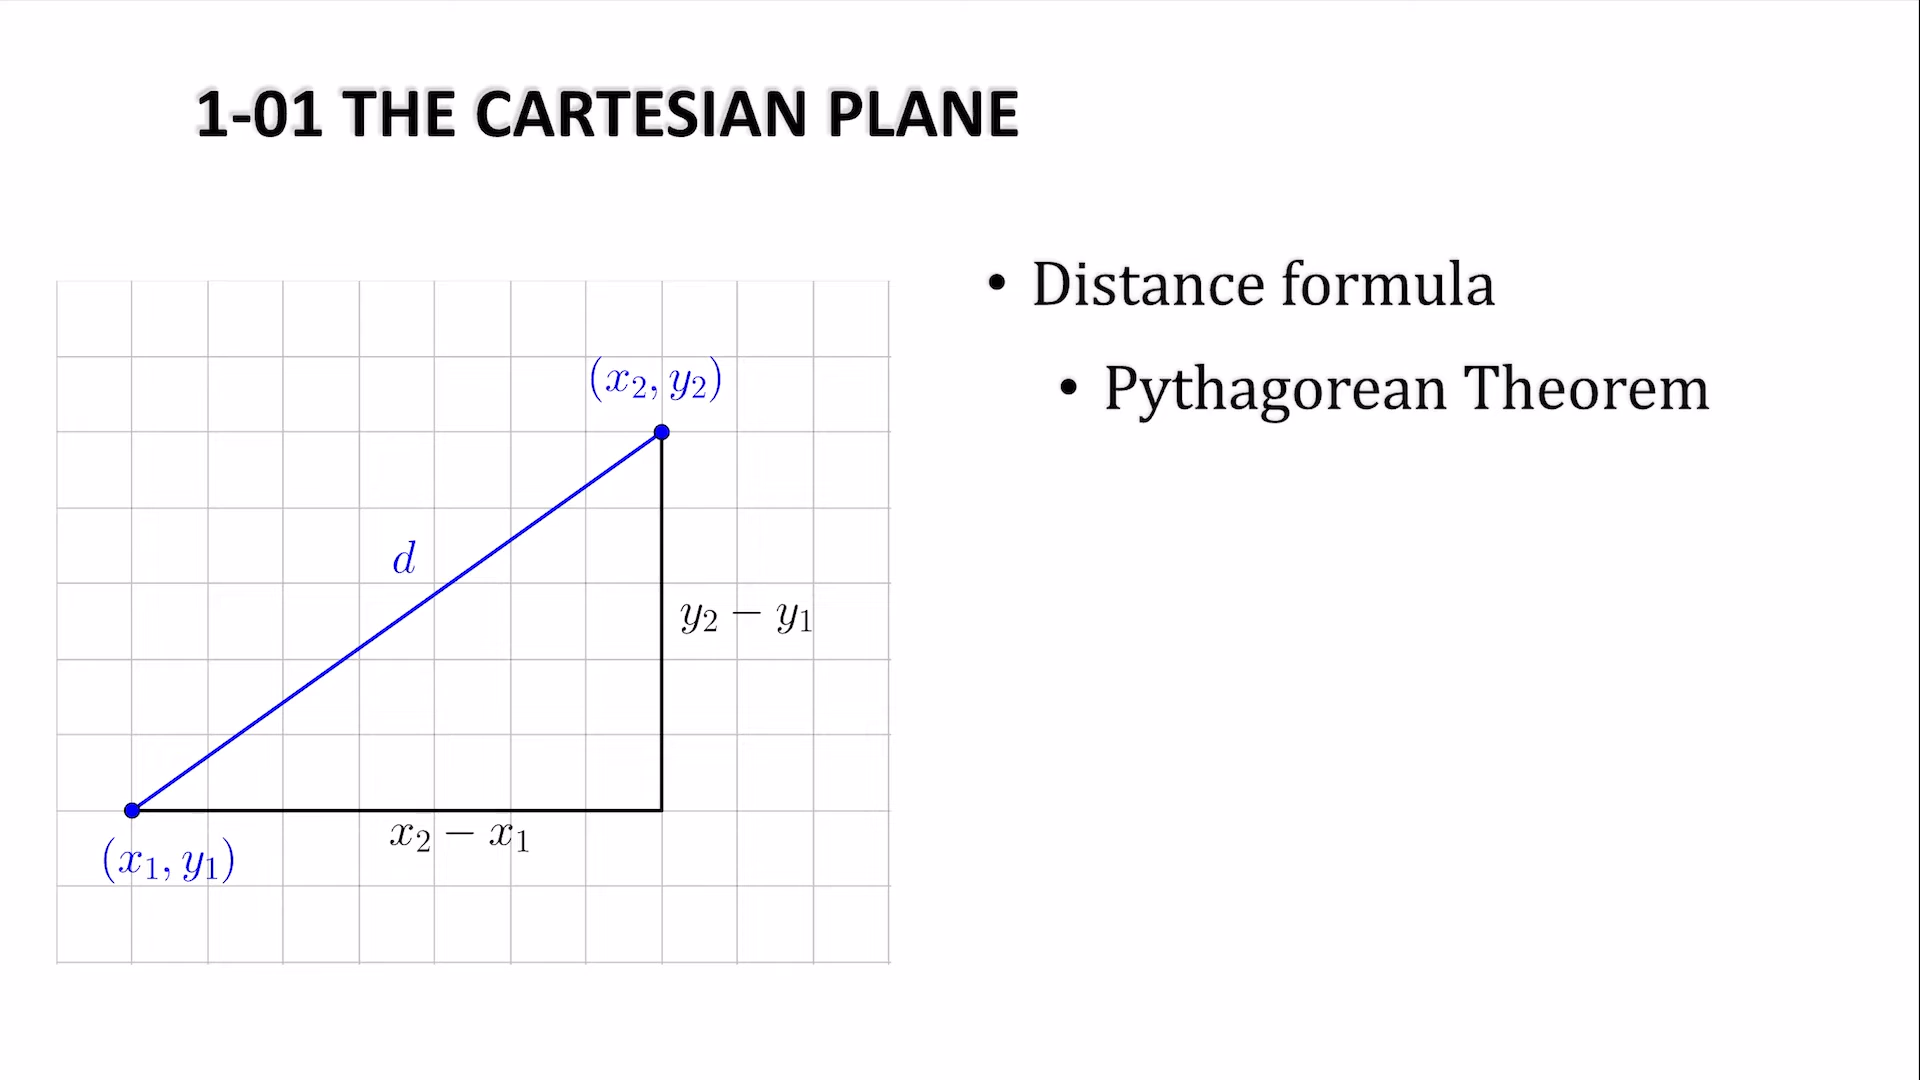 1-01 THE CARTESIAN PLANE
• Distance formula
• Pythagorean Theorem
(x₂, y₂)
d
y₂ − y₁
x₂ − x₁
(x₁, y₁)